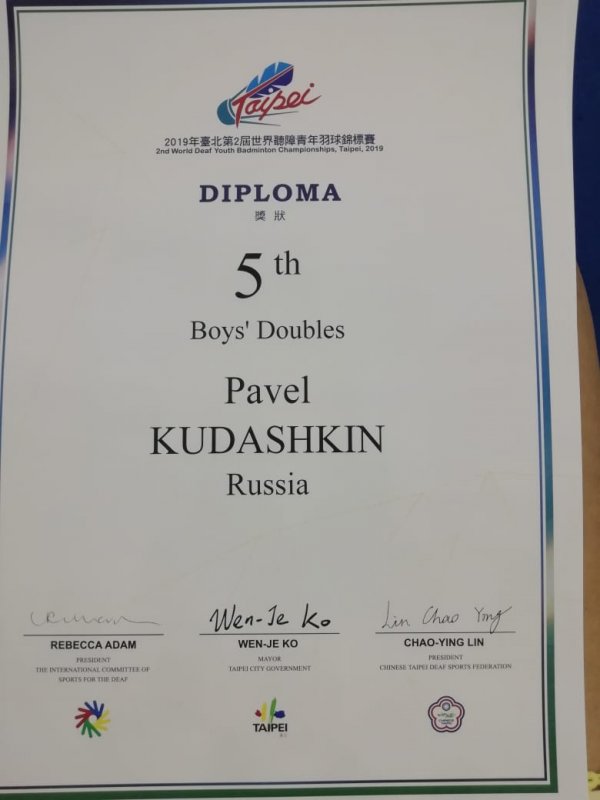 Taipei
2019年臺北第2屆世界聽障青年羽球錦標賽
2nd World Deaf Youth Badminton Championships, Taipei, 2019
DIPLOMA
獎狀
5th
Boys' Doubles
Pavel
KUDASHKIN
Russia
Wen-Je Ko
Lin Chao Ying
REBECCA ADAM
PRESIDENT
THE INTERNATIONAL COMMITTEE OF
SPORTS FOR THE DEAF
WEN-JE KO
MAYOR
TAIPEI CITY GOVERNMENT
CHAO-YING LIN
PRESIDENT
CHINESE TAIPEI DEAF SPORTS FEDERATION
TAIPEI